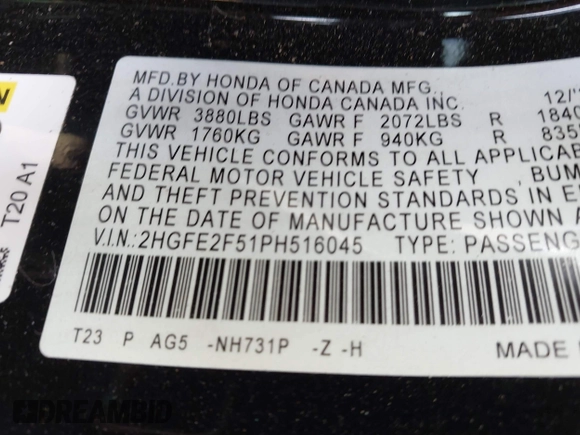 MFD.BY HONDA OF CANADA MFG.
A DIVISION OF HONDA CANADA INC. 12/
GVWR 3880LBS GAWR F 2072LBS R 1840
GVWR 1760KG GAWR F 940KG R 835
THIS VEHICLE CONFORMS TO ALL APPLICAB
FEDERAL MOTOR VEHICLE SAFETY , BUM
AND THEFT PREVENTION STANDARDS IN E
ON THE DATE OF MANUFACTURE SHOWN
V.I.N.:2HGFE2F51PH516045 TYPE: PASSENG
T23 P AG5 -NH731P -Z -H MADE
N
T20 A1
DREAMBID